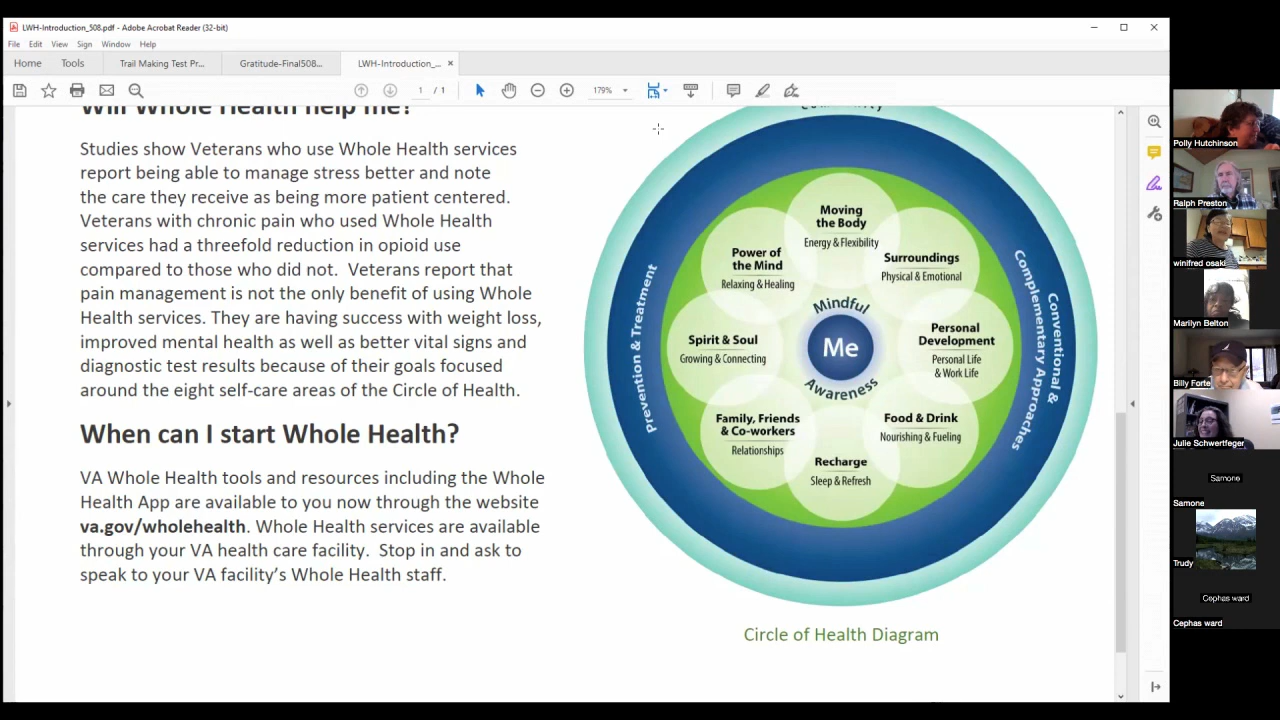 LWH-Introduction_508.pdf - Adobe Acrobat Reader (32-bit)
File Edit View Sign Window Help
Home Tools Trail Making Test Pr... Gratitude-Final508... LWH-Introduction_... ×
1 / 1 179%
Will Whole Health help me?
Studies show Veterans who use Whole Health services
report being able to manage stress better and note
the care they receive as being more patient centered.
Veterans with chronic pain who used Whole Health
services had a threefold reduction in opioid use
compared to those who did not. Veterans report that
pain management is not the only benefit of using Whole
Health services. They are having success with weight loss,
improved mental health as well as better vital signs and
diagnostic test results because of their goals focused
around the eight self-care areas of the Circle of Health.
When can I start Whole Health?
VA Whole Health tools and resources including the Whole
Health App are available to you now through the website
va.gov/wholehealth. Whole Health services are available
through your VA health care facility. Stop in and ask to
speak to your VA facility's Whole Health staff.
Community
Prevention & Treatment
Conventional &
Complementary Approaches
Moving
the Body
Energy & Flexibility
Surroundings
Physical & Emotional
Personal
Development
Personal Life
& Work Life
Food & Drink
Nourishing & Fueling
Recharge
Sleep & Refresh
Family, Friends
& Co-workers
Relationships
Spirit & Soul
Growing & Connecting
Power of
the Mind
Relaxing & Healing
Mindful
Me
Awareness
Circle of Health Diagram
Polly Hutchinson
Ralph Preston
winifred osaki
Marilyn Belton
Billy Forte
Julie Schwertfeger
Samone
Samone
Trudy
Cephas ward
Cephas ward